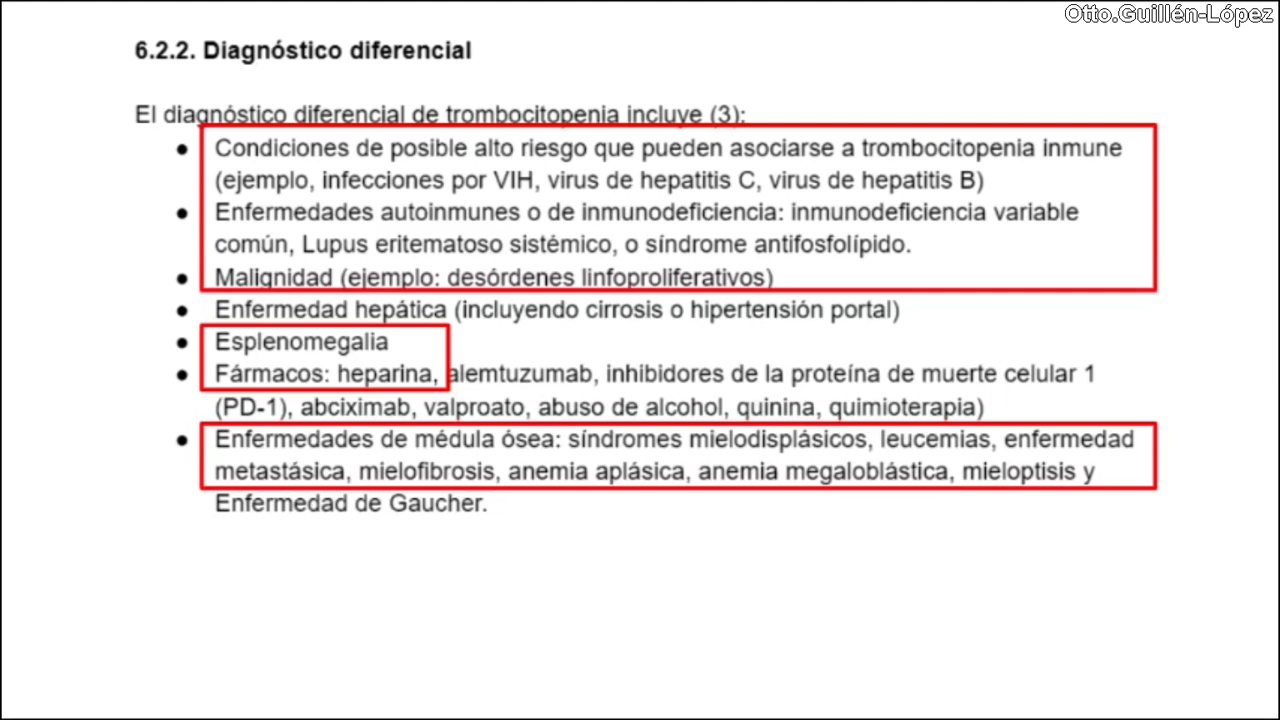 Otto.Guillén-López
6.2.2. Diagnóstico diferencial
El diagnóstico diferencial de trombocitopenia incluye (3):
● Condiciones de posible alto riesgo que pueden asociarse a trombocitopenia inmune
(ejemplo, infecciones por VIH, virus de hepatitis C, virus de hepatitis B)
● Enfermedades autoinmunes o de inmunodeficiencia: inmunodeficiencia variable
común, Lupus eritematoso sistémico, o síndrome antifosfolípido.
● Malignidad (ejemplo: desórdenes linfoproliferativos)
● Enfermedad hepática (incluyendo cirrosis o hipertensión portal)
● Esplenomegalia
● Fármacos: heparina, alemtuzumab, inhibidores de la proteína de muerte celular 1
(PD-1), abciximab, valproato, abuso de alcohol, quinina, quimioterapia)
● Enfermedades de médula ósea: síndromes mielodisplásicos, leucemias, enfermedad
metastásica, mielofibrosis, anemia aplásica, anemia megaloblástica, mieloptisis y
Enfermedad de Gaucher.